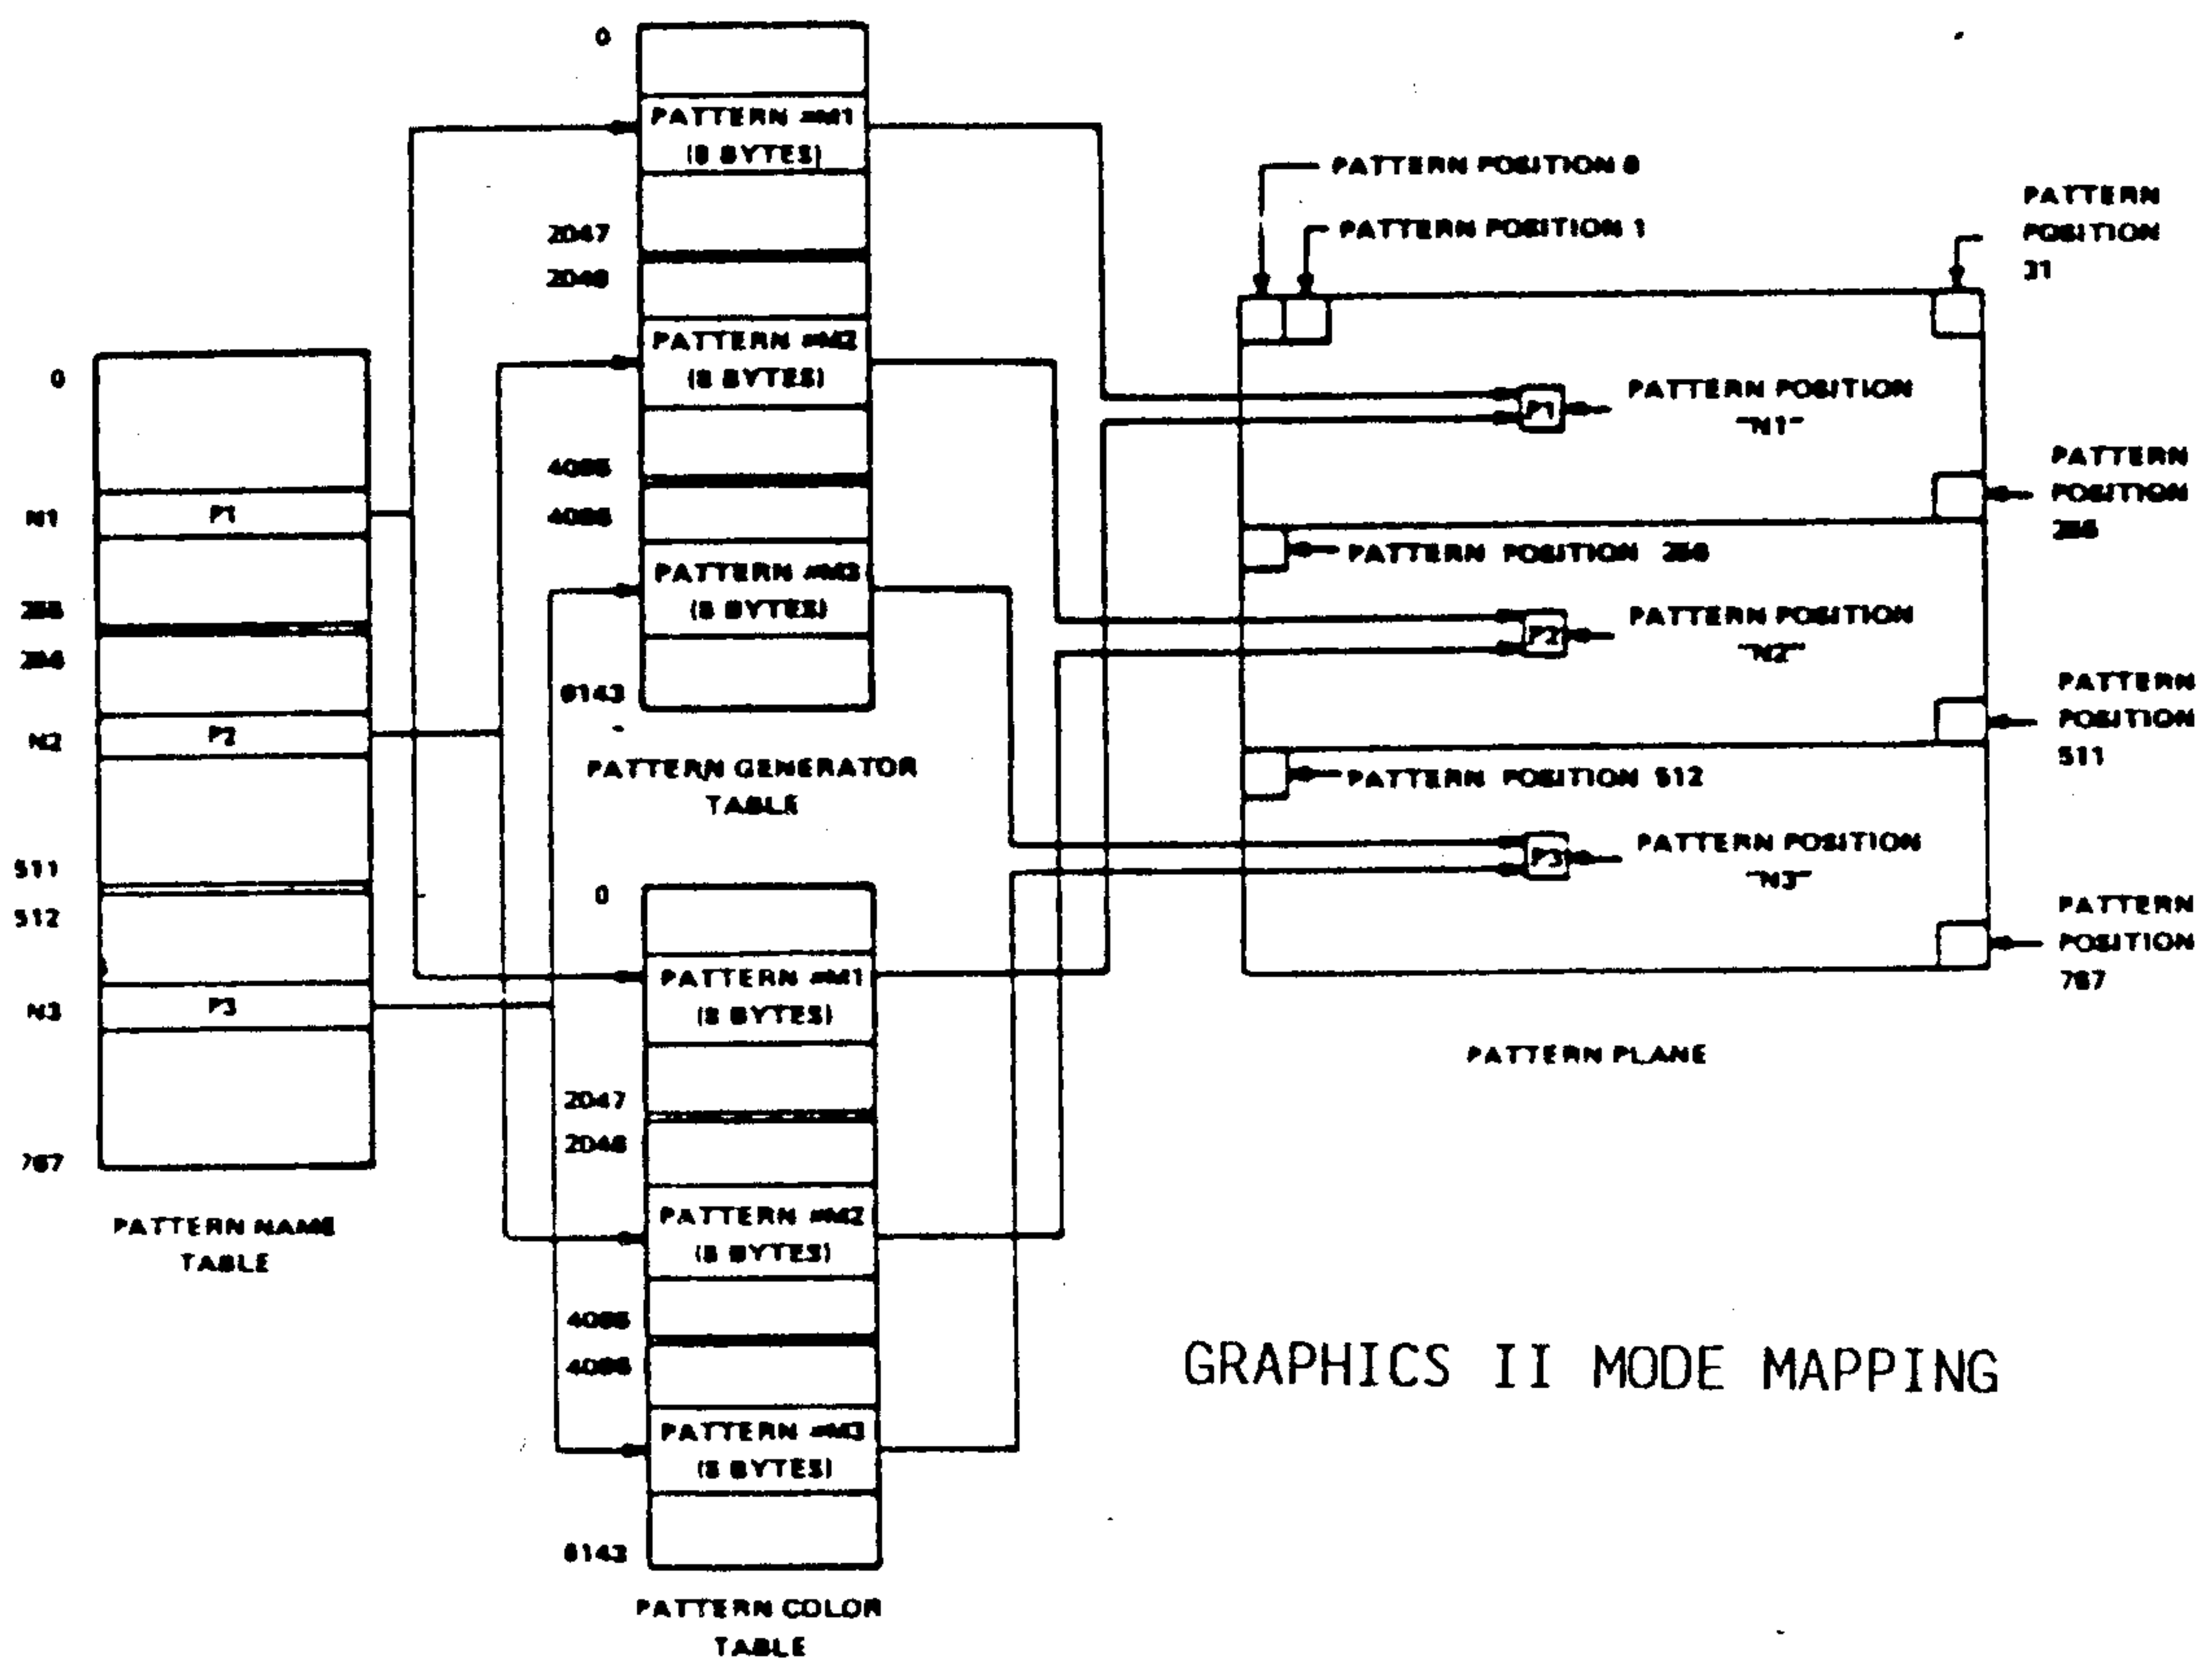 0
PATTERN #M1
(8 BYTES)
2047
2048
PATTERN #M2
(8 BYTES)
4095
4096
PATTERN #M3
(8 BYTES)
6143
PATTERN GENERATOR
TABLE
0
N1
P1
255
256
N2
P2
511
512
N3
P3
767
PATTERN NAME
TABLE
0
PATTERN #M1
(8 BYTES)
2047
2048
PATTERN #M2
(8 BYTES)
4095
4096
PATTERN #M3
(8 BYTES)
6143
PATTERN COLOR
TABLE
PATTERN POSITION 0
PATTERN POSITION 1
PATTERN
POSITION
31
P1
PATTERN POSITION
"N1"
PATTERN
POSITION
255
PATTERN POSITION 256
P2
PATTERN POSITION
"N2"
PATTERN
POSITION
511
PATTERN POSITION 512
P3
PATTERN POSITION
"N3"
PATTERN
POSITION
767
PATTERN PLANE
GRAPHICS II MODE MAPPING